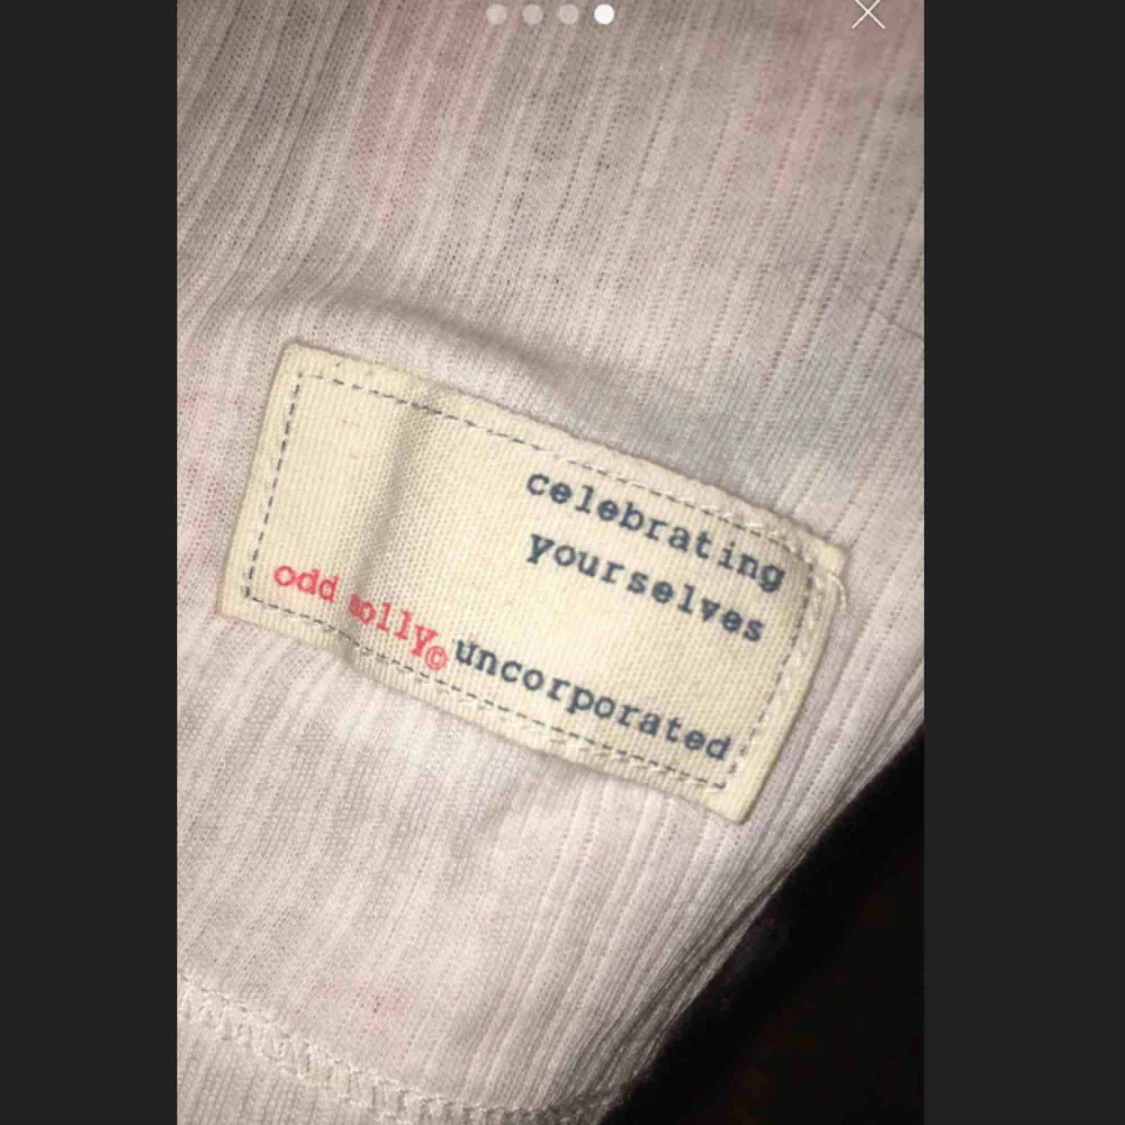 celebrating
yourselves
odd molly© uncorporated